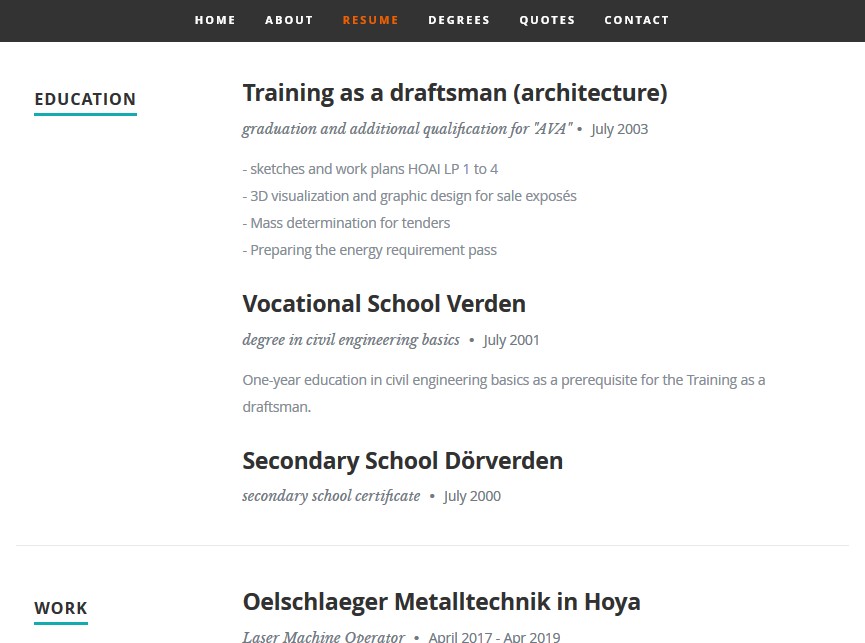 HOME ABOUT RESUME DEGREES QUOTES CONTACT
EDUCATION
Training as a draftsman (architecture)
graduation and additional qualification for "AVA" • July 2003
- sketches and work plans HOAI LP 1 to 4
- 3D visualization and graphic design for sale exposés
- Mass determination for tenders
- Preparing the energy requirement pass
Vocational School Verden
degree in civil engineering basics • July 2001
One-year education in civil engineering basics as a prerequisite for the Training as a
draftsman.
Secondary School Dörverden
secondary school certificate • July 2000
WORK
Oelschlaeger Metalltechnik in Hoya
Laser Machine Operator • April 2017 - Apr 2019